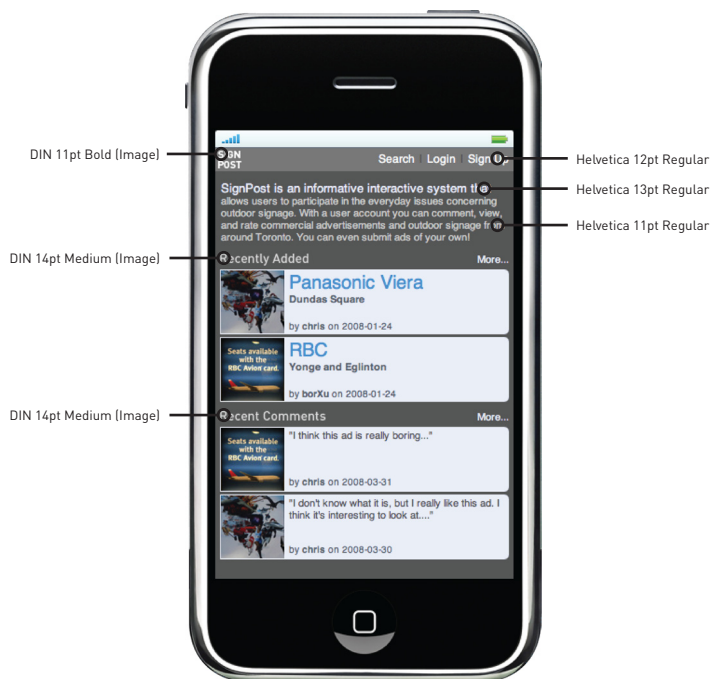 DIN 11pt Bold (Image)
SIGN
POST
Search | Login | Sign Up
Helvetica 12pt Regular
SignPost is an informative interactive system that
Helvetica 13pt Regular
allows users to participate in the everyday issues concerning
outdoor signage. With a user account you can comment, view,
and rate commercial advertisements and outdoor signage from
Helvetica 11pt Regular
around Toronto. You can even submit ads of your own!
DIN 14pt Medium (Image)
Recently Added
More...
Panasonic Viera
Dundas Square
by chris on 2008-01-24
Seats available
with the
RBC Avion card.
RBC
Yonge and Eglinton
by borXu on 2008-01-24
DIN 14pt Medium (Image)
Recent Comments
More...
Seats available
with the
RBC Avion card.
"I think this ad is really boring..."
by chris on 2008-03-31
"I don't know what it is, but I really like this ad. I
think it's interesting to look at...."
by chris on 2008-03-30